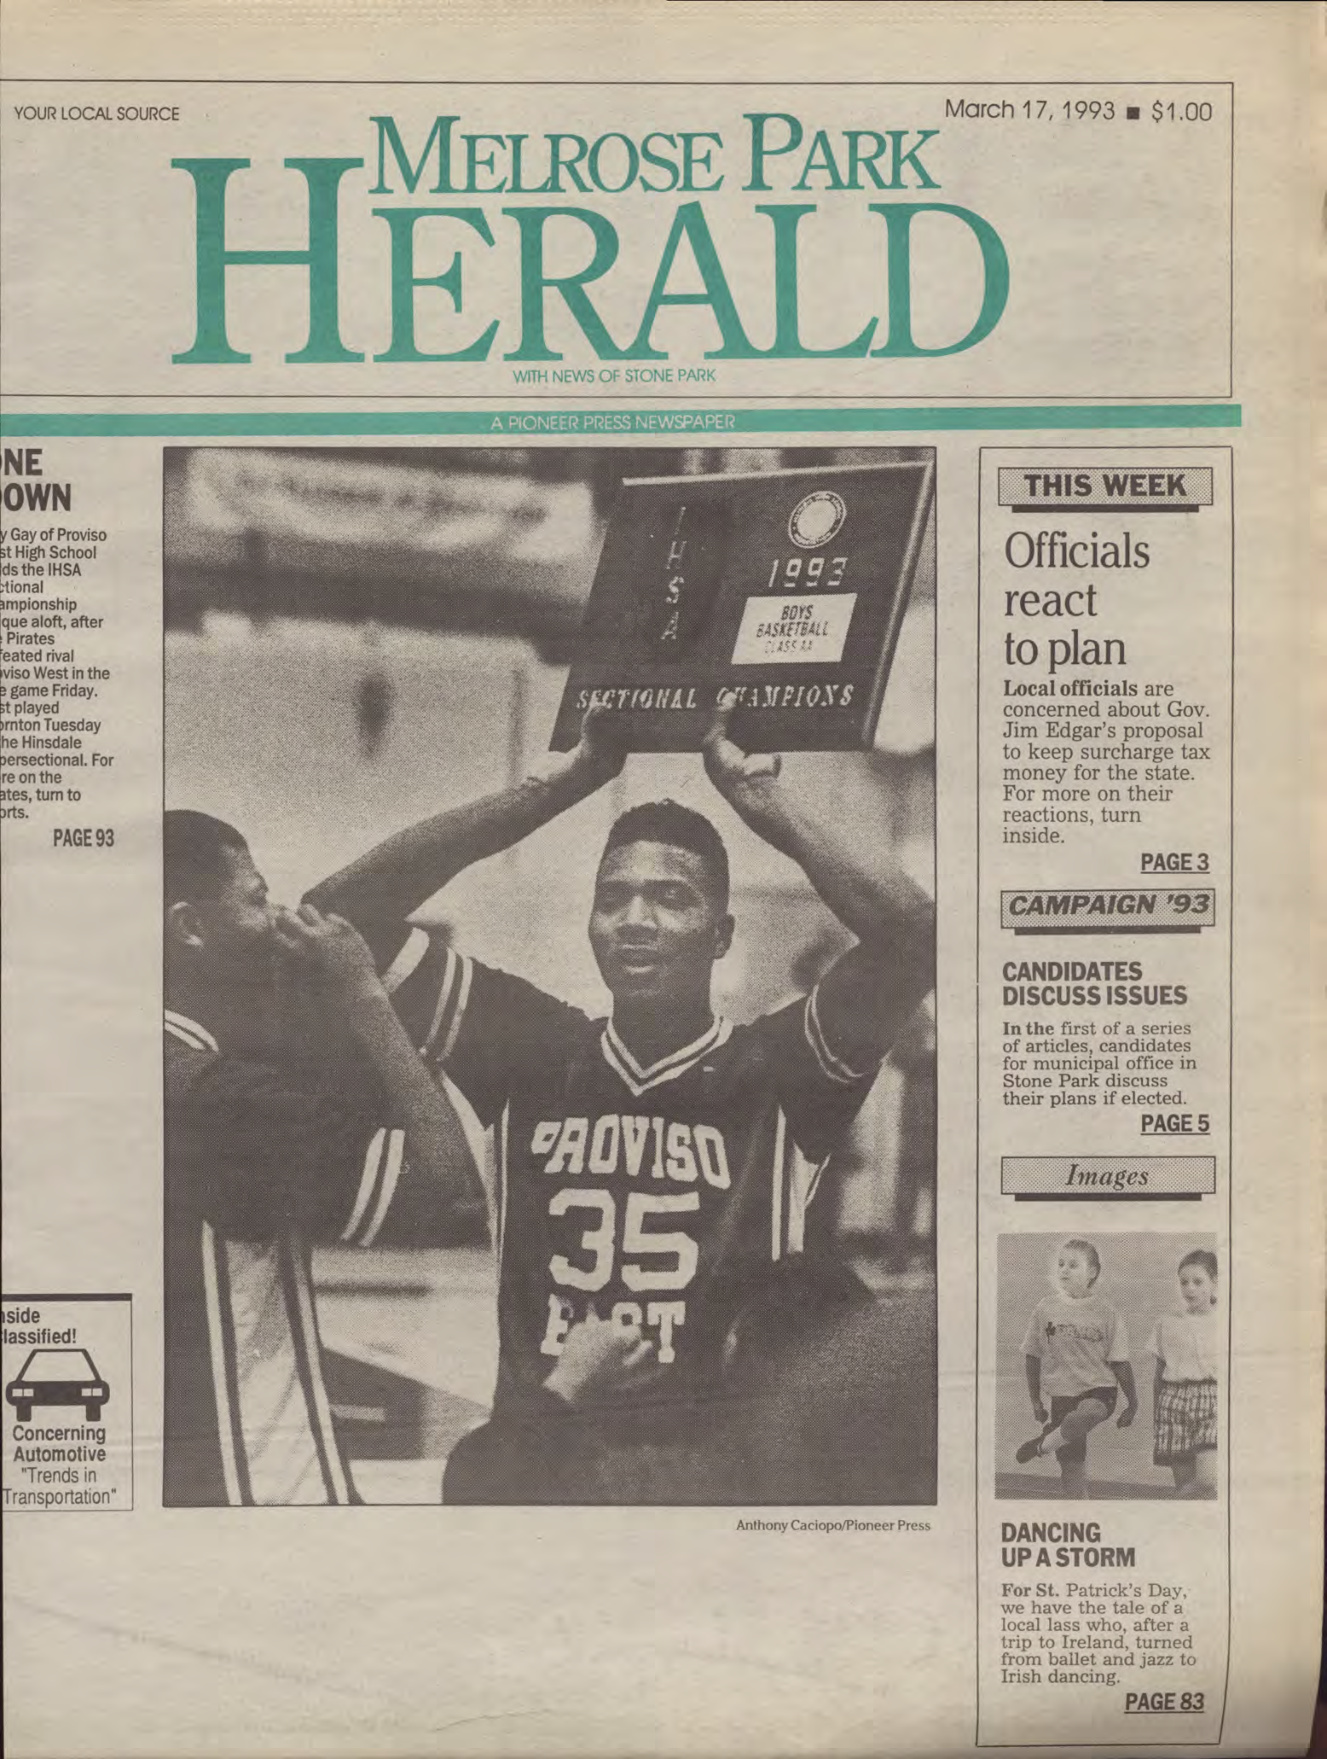 YOUR LOCAL SOURCE
March 17, 1993 ■ $1.00
MELROSE PARK
HERALD
WITH NEWS OF STONE PARK
A PIONEER PRESS NEWSPAPER
NE
OWN
y Gay of Proviso
st High School
ds the IHSA
ctional
ampionship
que aloft, after
Pirates
feated rival
oviso West in the
e game Friday.
st played
ornton Tuesday
he Hinsdale
persectional. For
re on the
ates, turn to
orts.
PAGE 93
nside
lassified!
Concerning
Automotive
"Trends in
Transportation"
IHSA
1993
BOYS
BASKETBALL
CLASS AA
SECTIONAL CHAMPIONS
PROVISO
35
EAST
Anthony Caciopo/Pioneer Press
THIS WEEK
Officials
react
to plan
Local officials are
concerned about Gov.
Jim Edgar's proposal
to keep surcharge tax
money for the state.
For more on their
reactions, turn
inside.
PAGE 3
CAMPAIGN '93
CANDIDATES
DISCUSS ISSUES
In the first of a series
of articles, candidates
for municipal office in
Stone Park discuss
their plans if elected.
PAGE 5
Images
DANCING
UP A STORM
For St. Patrick's Day,
we have the tale of a
local lass who, after a
trip to Ireland, turned
from ballet and jazz to
Irish dancing.
PAGE 83